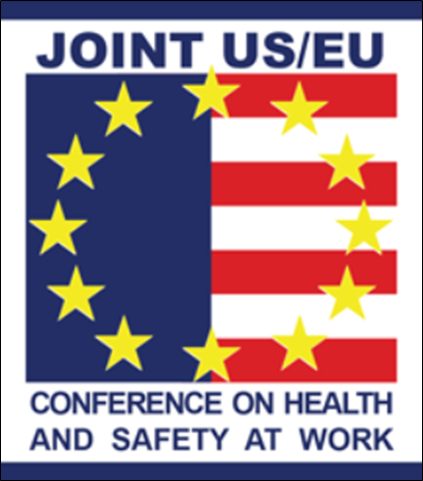 JOINT US/EU
CONFERENCE ON HEALTH
AND SAFETY AT WORK